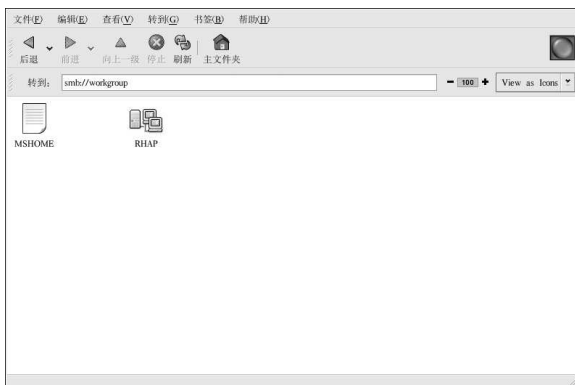 文件(F) 编辑(E) 查看(V) 转到(G) 书签(B) 帮助(H)
后退 前进 向上一级 停止 刷新 主文件夹
转到: smb://workgroup 100 View as Icons
MSHOME RHAP